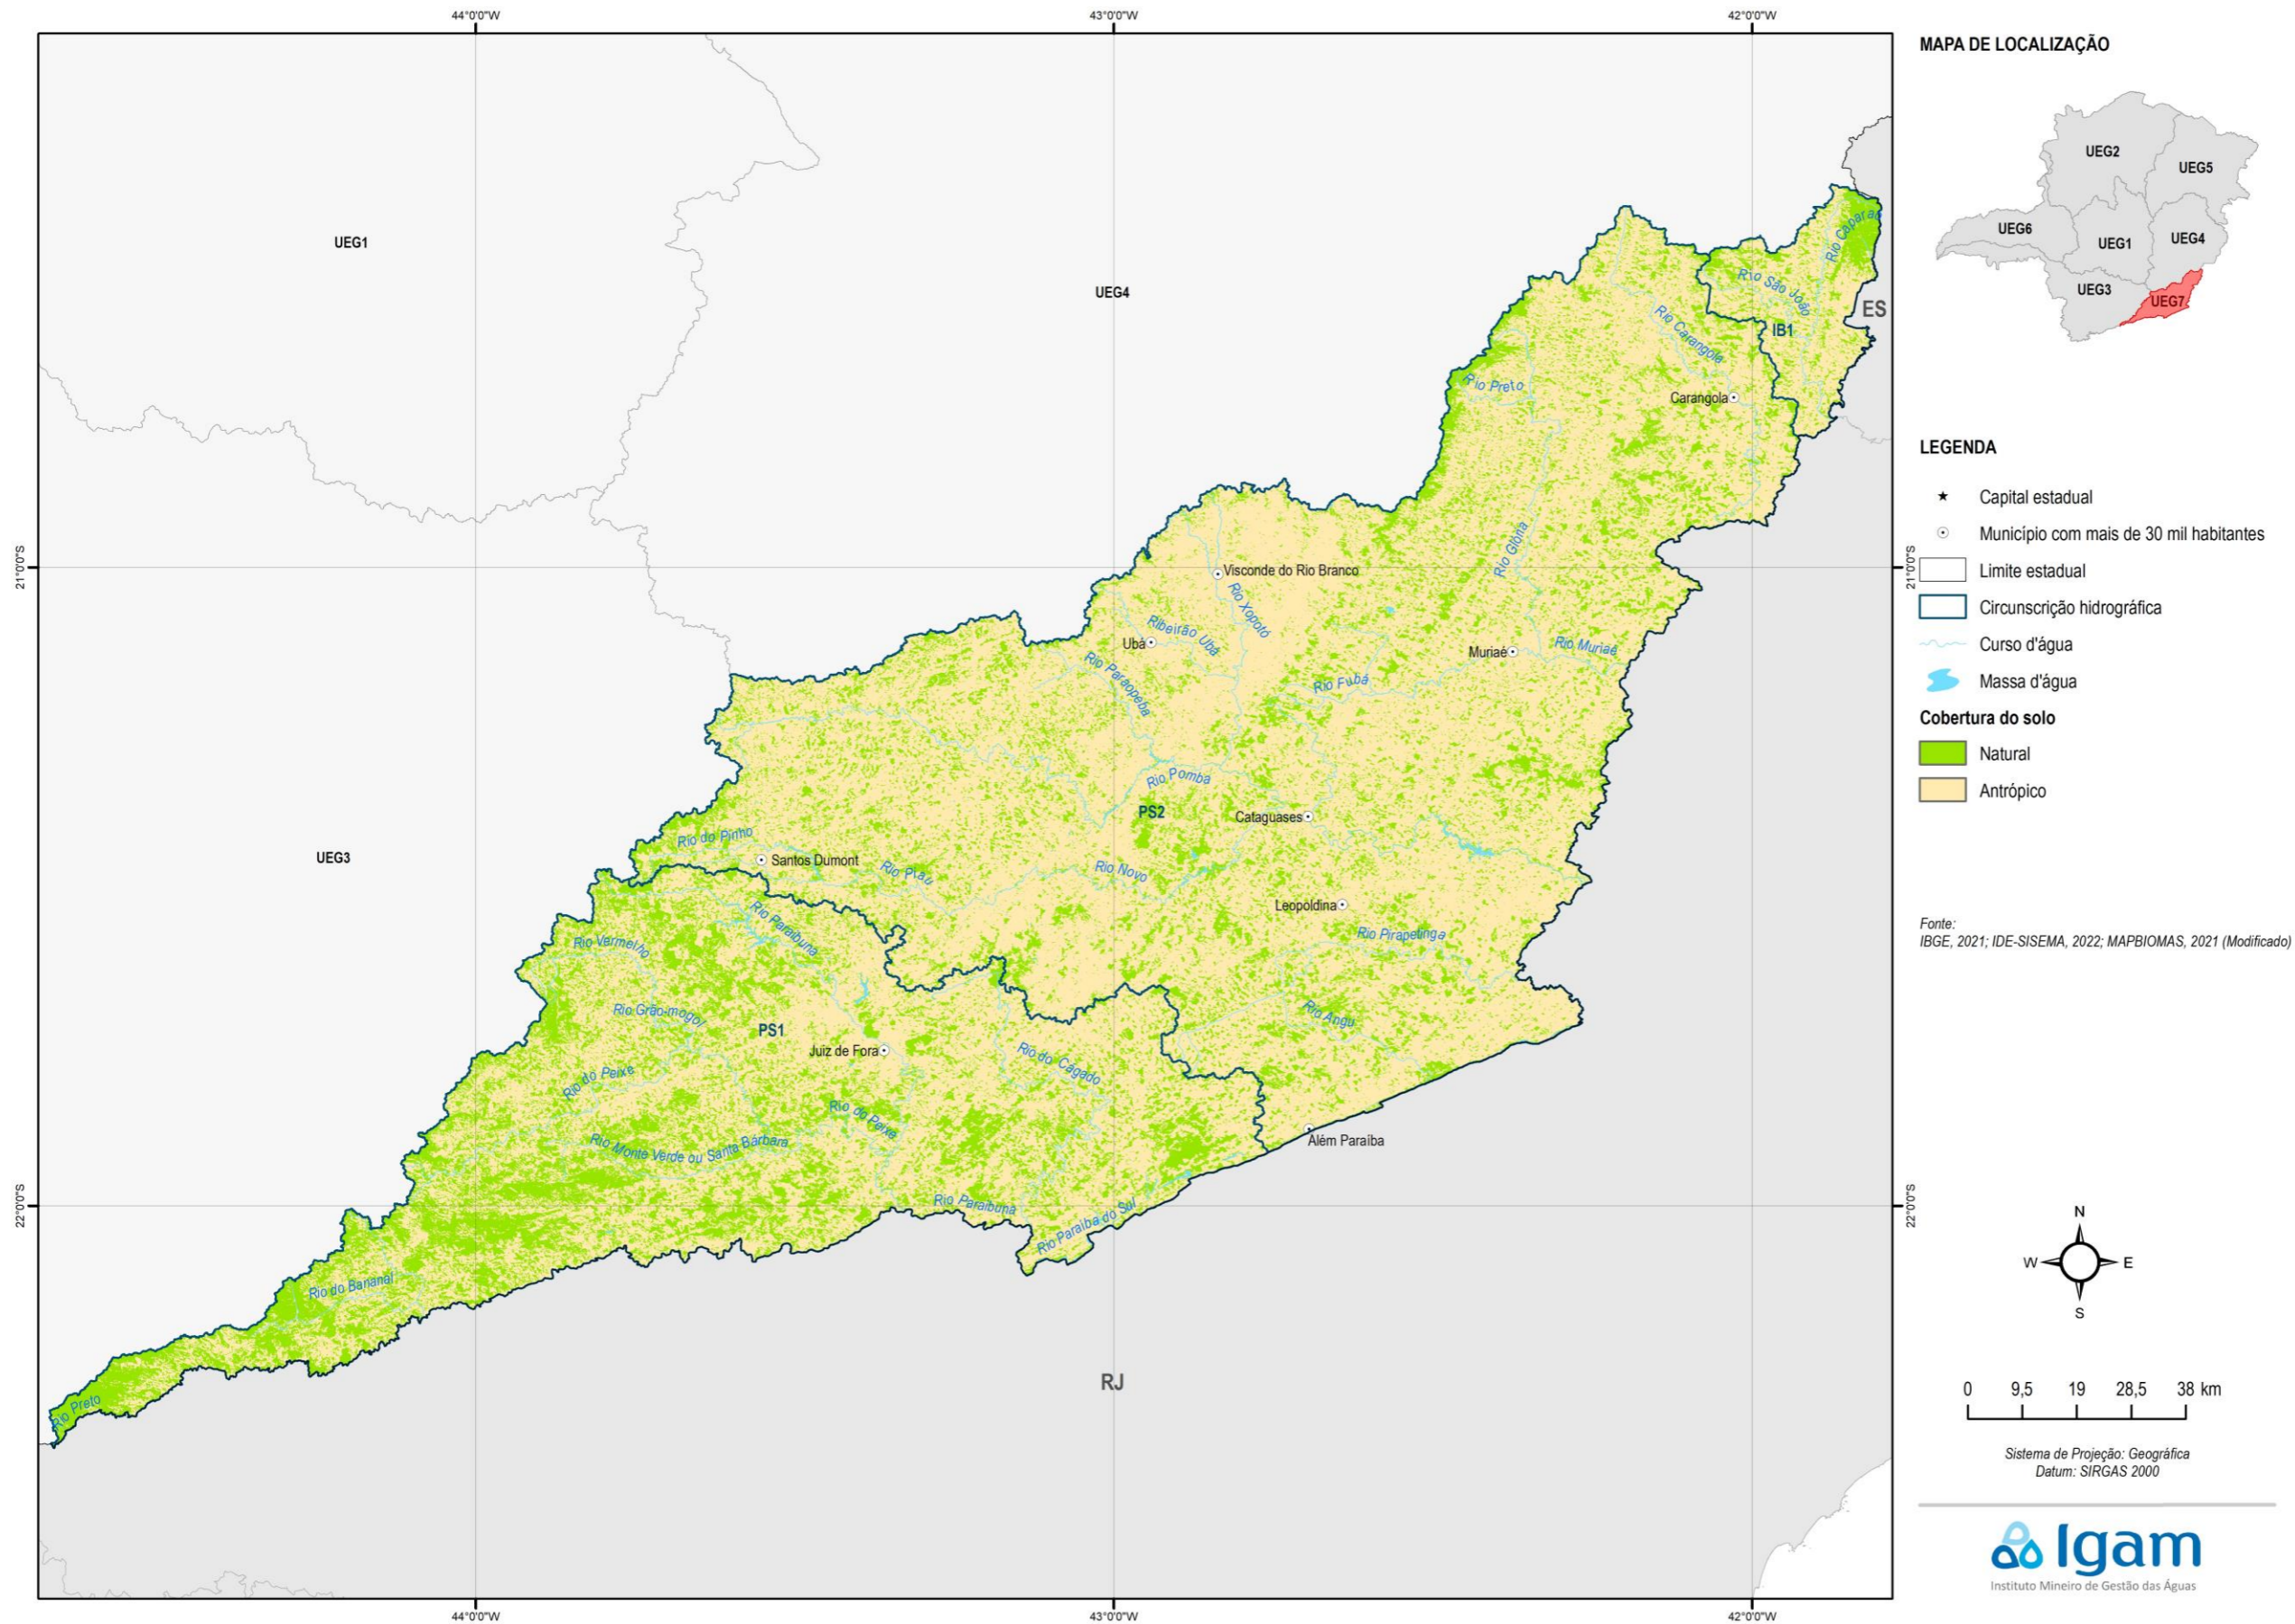 44°0'0"W
43°0'0"W
42°0'0"W
MAPA DE LOCALIZAÇÃO
UEG2
UEG5
UEG6
UEG1
UEG4
UEG3
UEG7
UEG1
UEG4
UEG3
ES
RJ
IB1
PS2
PS1
Rio Caparaó
Rio São João
Rio Carangola
Rio Preto
Carangola
Rio Glória
Visconde do Rio Branco
Rio Xopotó
Ribeirão Ubá
Ubá
Rio Paraopeba
Muriaé
Rio Muriaé
Rio Fubá
Rio Pomba
Cataguases
Rio do Pinho
Santos Dumont
Rio Piau
Rio Novo
Leopoldina
Rio Pirapetinga
Rio Paraibuna
Rio Vermelho
Rio Grão-mogol
Rio Angu
Juiz de Fora
Rio do Cágado
Rio do Peixe
Rio do Peixe
Rio Monte Verde ou Santa Bárbara
Além Paraíba
Rio Paraibuna
Rio Paraíba do Sul
Rio do Bananal
Rio Preto
21°0'0"S
21°0'0"S
22°0'0"S
22°0'0"S
44°0'0"W
43°0'0"W
42°0'0"W
LEGENDA
Capital estadual
Município com mais de 30 mil habitantes
Limite estadual
Circunscrição hidrográfica
Curso d'água
Massa d'água
Cobertura do solo
Natural
Antrópico
Fonte:
IBGE, 2021; IDE-SISEMA, 2022; MAPBIOMAS, 2021 (Modificado)
N
W
E
S
0 9,5 19 28,5 38 km
Sistema de Projeção: Geográfica
Datum: SIRGAS 2000
Igam
Instituto Mineiro de Gestão das Águas